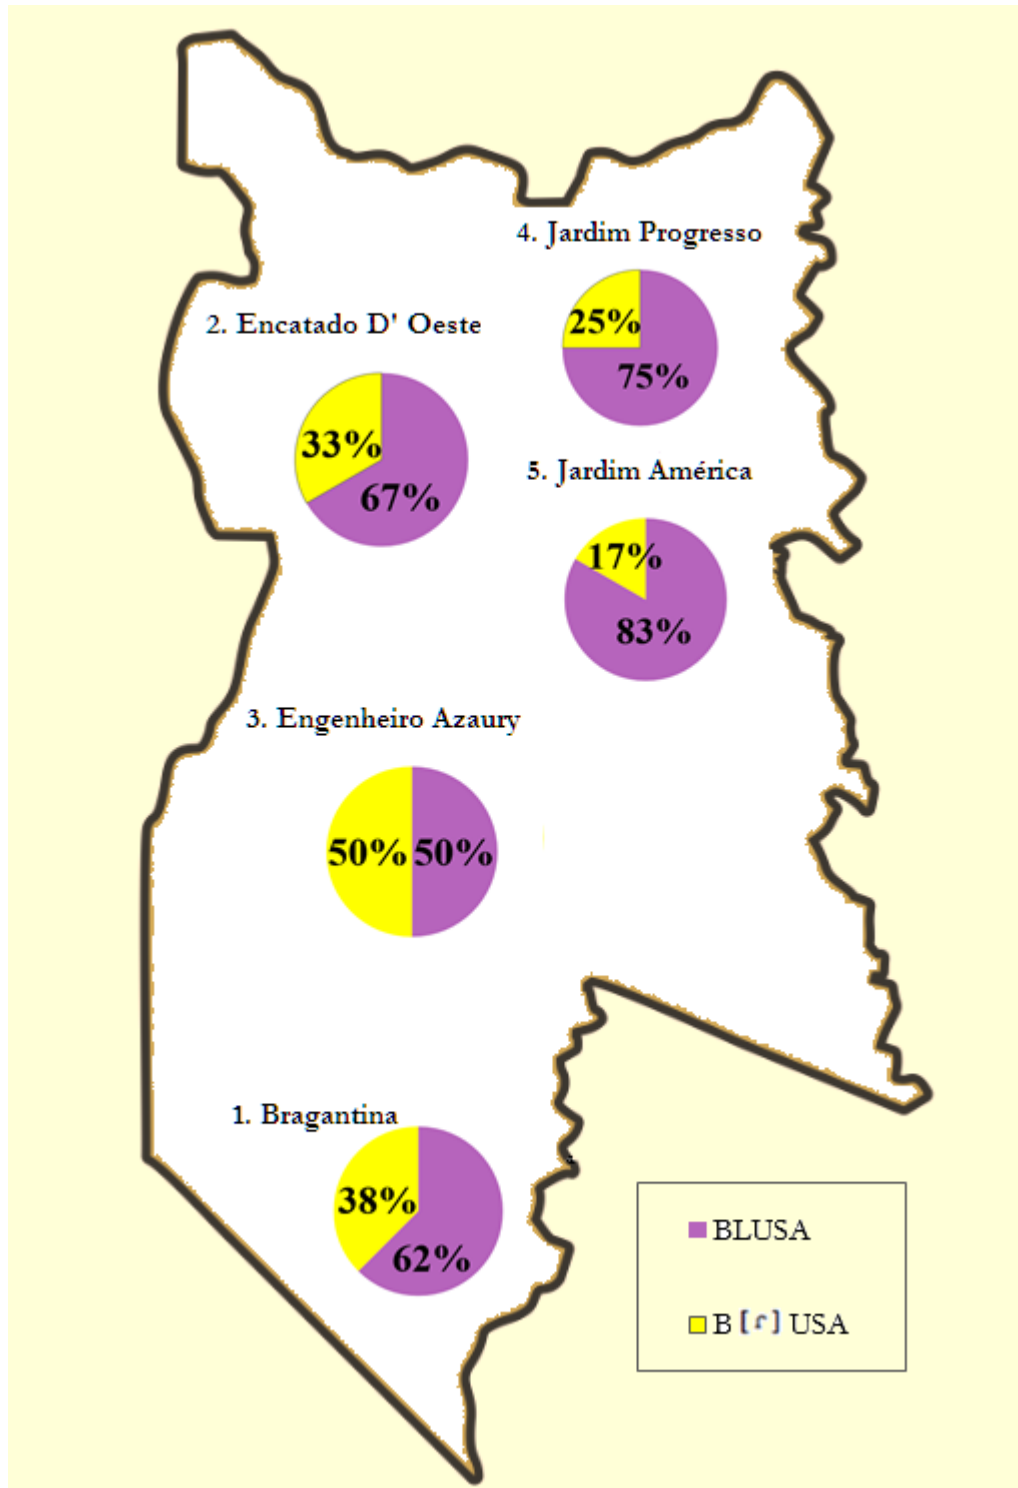 4. Jardim Progresso
25%
75%
2. Encatado D' Oeste
33%
67%
5. Jardim América
17%
83%
3. Engenheiro Azaury
50% 50%
1. Bragantina
38%
62%
BLUSA
B [ɾ] USA